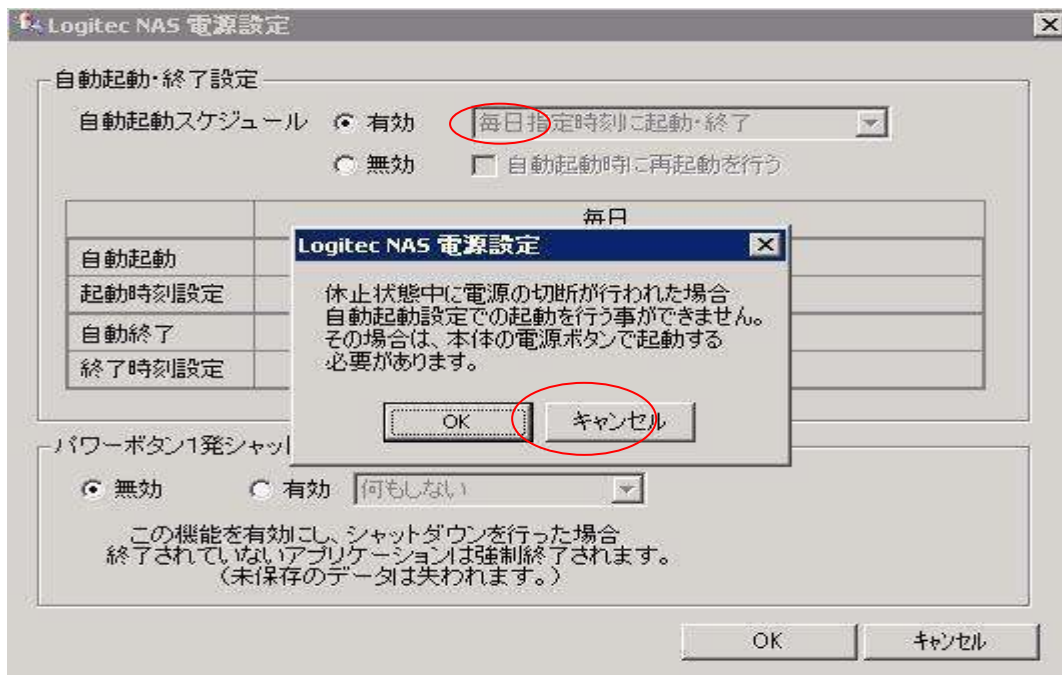 Logitec NAS 電源設定
自動起動・終了設定
自動起動スケジュール 有効 毎日指定時刻に起動・終了
無効 自動起動時に再起動を行う
毎日
自動起動
起動時刻設定
自動終了
終了時刻設定
Logitec NAS 電源設定
休止状態中に電源の切断が行われた場合
自動起動設定での起動を行う事ができません。
その場合は、本体の電源ボタンで起動する
必要があります。
OK キャンセル
パワーボタン1発シャット
無効 有効 何もしない
この機能を有効にし、シャットダウンを行った場合
終了されていないアプリケーションは強制終了されます。
(未保存のデータは失われます。)
OK キャンセル